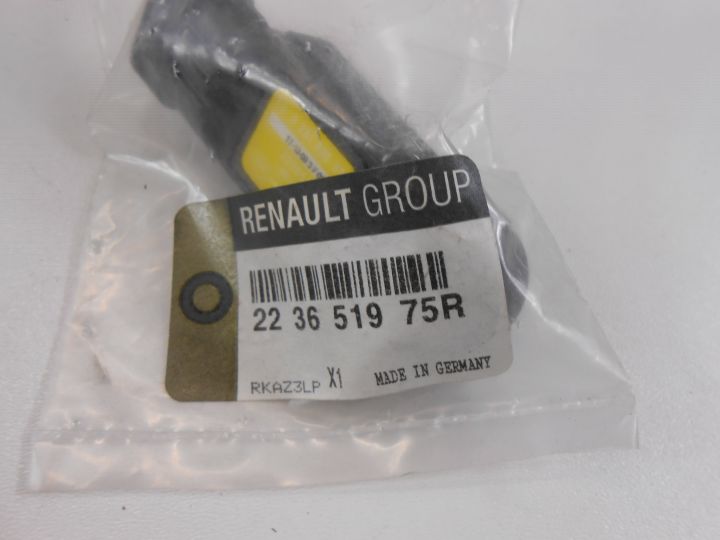 RENAULT GROUP
22 36 519 75R
RKAZ3LP X1 MADE IN GERMANY